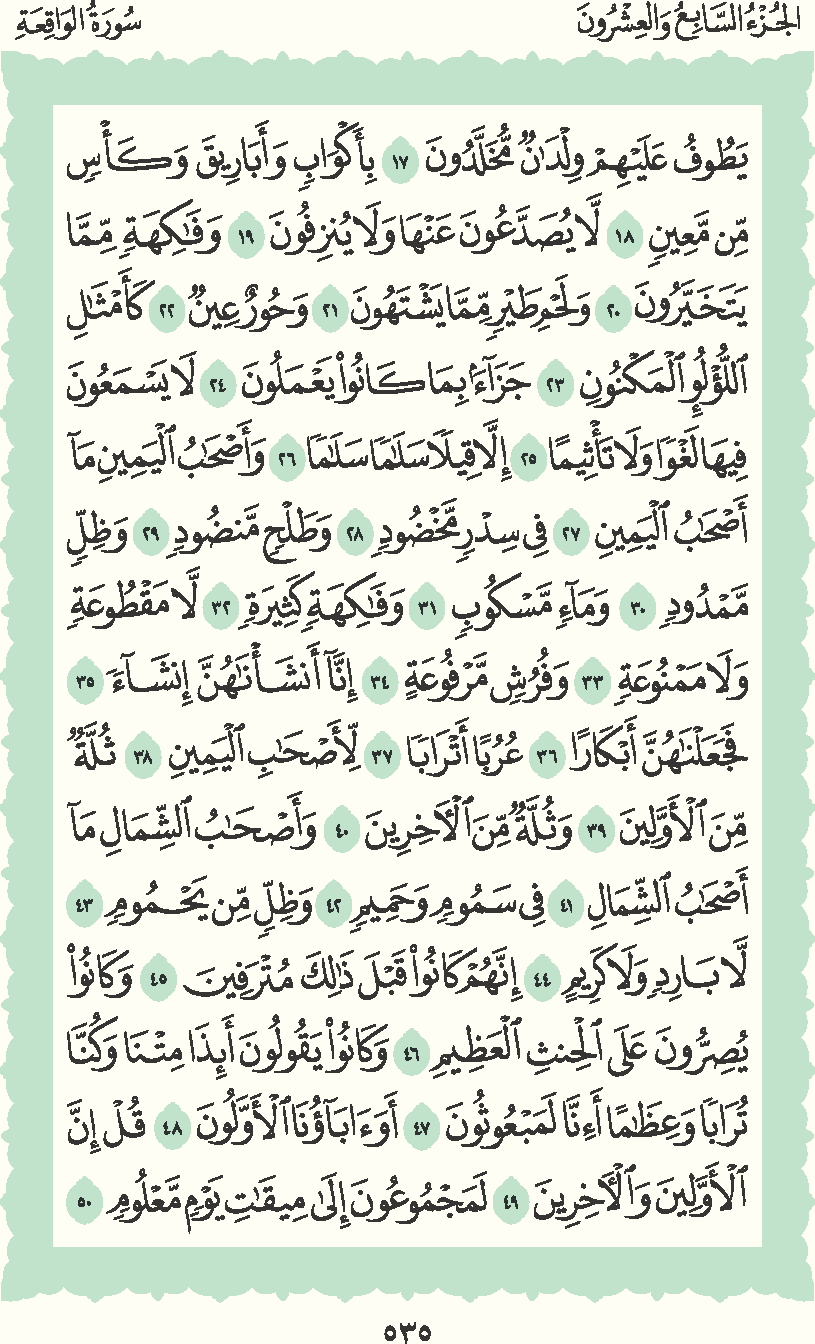 الجُزْءُ السَّابِعُ وَالعِشْرُونَ سُورَةُ الوَاقِعَةِ
يَطُوفُ عَلَيْهِمْ وِلْدَٰنٌ مُّخَلَّدُونَ ١٧ بِأَكْوَابٍ وَأَبَارِيقَ وَكَأْسٍ
مِّن مَّعِينٍ ١٨ لَّا يُصَدَّعُونَ عَنْهَا وَلَا يُنزِفُونَ ١٩ وَفَٰكِهَةٍ مِّمَّا
يَتَخَيَّرُونَ ٢٠ وَلَحْمِ طَيْرٍ مِّمَّا يَشْتَهُونَ ٢١ وَحُورٌ عِينٌ ٢٢ كَأَمْثَٰلِ
ٱللُّؤْلُؤِ ٱلْمَكْنُونِ ٢٣ جَزَآءًۢ بِمَا كَانُوا۟ يَعْمَلُونَ ٢٤ لَا يَسْمَعُونَ
فِيهَا لَغْوًا وَلَا تَأْثِيمًا ٢٥ إِلَّا قِيلًا سَلَٰمًا سَلَٰمًا ٢٦ وَأَصْحَٰبُ ٱلْيَمِينِ مَآ
أَصْحَٰبُ ٱلْيَمِينِ ٢٧ فِى سِدْرٍ مَّخْضُودٍ ٢٨ وَطَلْحٍ مَّنضُودٍ ٢٩ وَظِلٍّ
مَّمْدُودٍ ٣٠ وَمَآءٍ مَّسْكُوبٍ ٣١ وَفَٰكِهَةٍ كَثِيرَةٍ ٣٢ لَّا مَقْطُوعَةٍ
وَلَا مَمْنُوعَةٍ ٣٣ وَفُرُشٍ مَّرْفُوعَةٍ ٣٤ إِنَّآ أَنشَأْنَٰهُنَّ إِنشَآءً ٣٥
فَجَعَلْنَٰهُنَّ أَبْكَارًا ٣٦ عُرُبًا أَتْرَابًا ٣٧ لِّأَصْحَٰبِ ٱلْيَمِينِ ٣٨ ثُلَّةٌ
مِّنَ ٱلْأَوَّلِينَ ٣٩ وَثُلَّةٌ مِّنَ ٱلْـَٔاخِرِينَ ٤٠ وَأَصْحَٰبُ ٱلشِّمَالِ مَآ
أَصْحَٰبُ ٱلشِّمَالِ ٤١ فِى سَمُومٍ وَحَمِيمٍ ٤٢ وَظِلٍّ مِّن يَحْمُومٍ ٤٣
لَّا بَارِدٍ وَلَا كَرِيمٍ ٤٤ إِنَّهُمْ كَانُوا۟ قَبْلَ ذَٰلِكَ مُتْرَفِينَ ٤٥ وَكَانُوا۟
يُصِرُّونَ عَلَى ٱلْحِنثِ ٱلْعَظِيمِ ٤٦ وَكَانُوا۟ يَقُولُونَ أَئِذَا مِتْنَا وَكُنَّا
تُرَابًا وَعِظَٰمًا أَءِنَّا لَمَبْعُوثُونَ ٤٧ أَوَءَابَآؤُنَا ٱلْأَوَّلُونَ ٤٨ قُلْ إِنَّ
ٱلْأَوَّلِينَ وَٱلْـَٔاخِرِينَ ٤٩ لَمَجْمُوعُونَ إِلَىٰ مِيقَٰتِ يَوْمٍ مَّعْلُومٍ ٥٠
٥٣٥